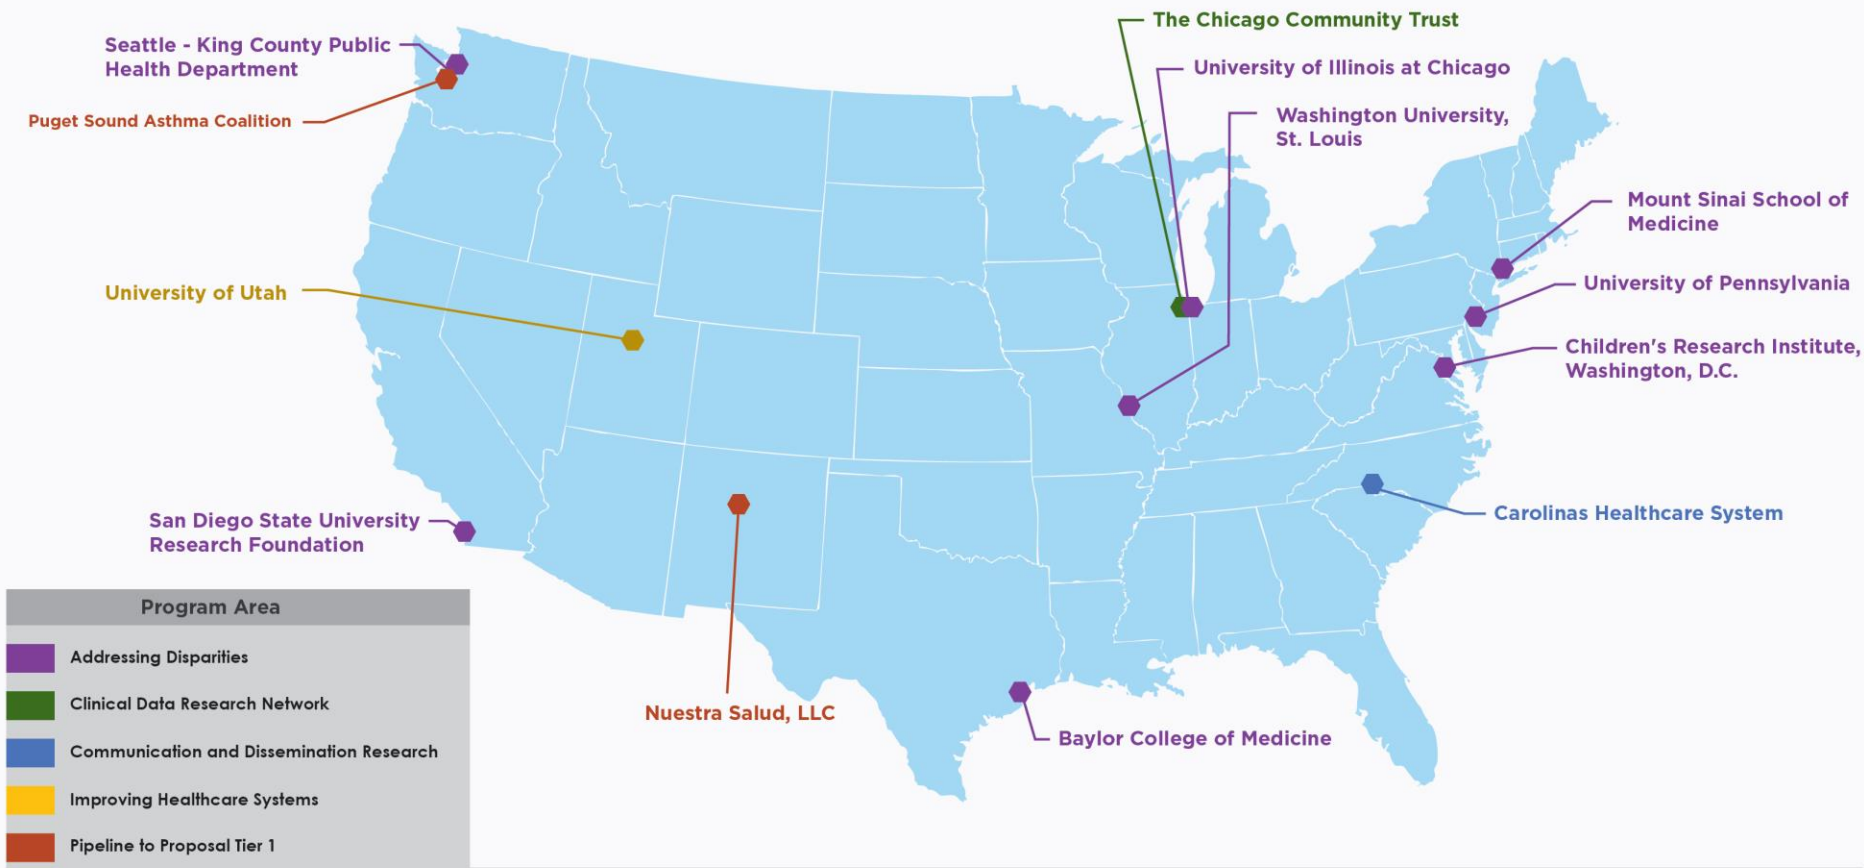 The Chicago Community Trust
Seattle - King County Public
Health Department
University of Illinois at Chicago
Washington University,
St. Louis
Puget Sound Asthma Coalition
Mount Sinai School of
Medicine
University of Utah
University of Pennsylvania
Children's Research Institute,
Washington, D.C.
San Diego State University
Research Foundation
Carolinas Healthcare System
Nuestra Salud, LLC
Baylor College of Medicine
Program Area
Addressing Disparities
Clinical Data Research Network
Communication and Dissemination Research
Improving Healthcare Systems
Pipeline to Proposal Tier 1